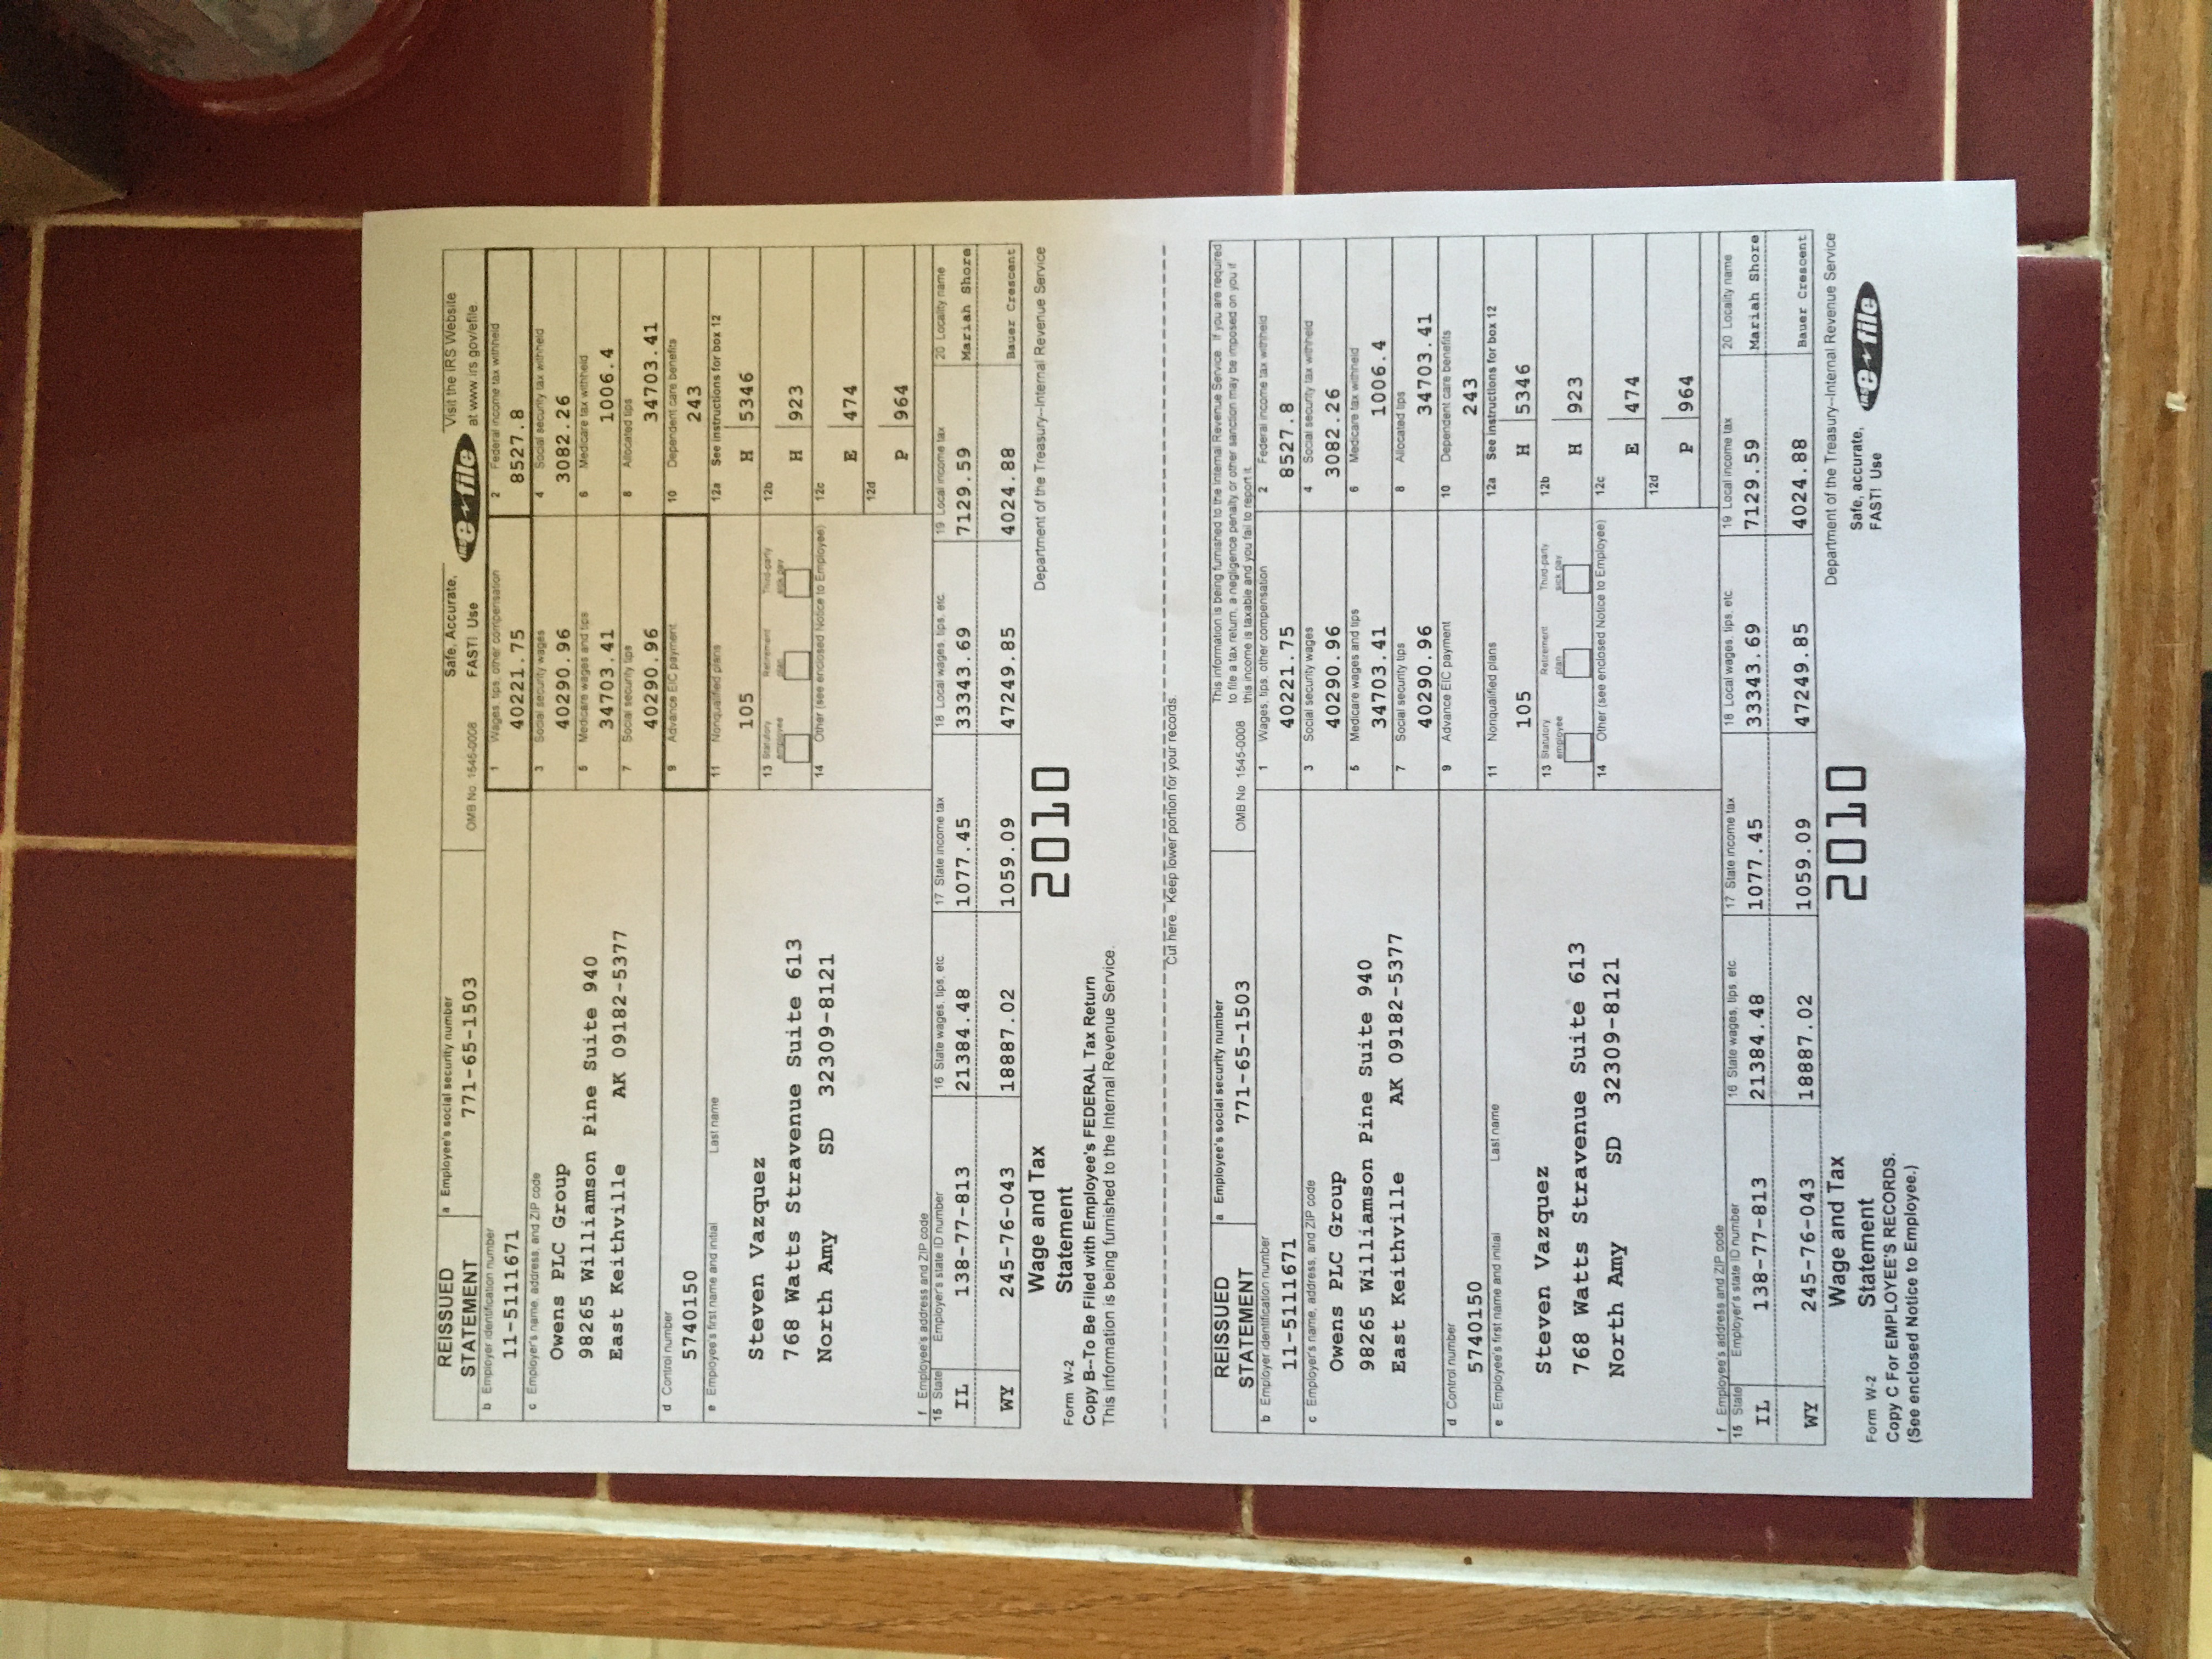 REISSUED STATEMENT
a Employee's social security number
771-65-1503
OMB No. 1545-0008
Safe, Accurate, FAST! Use
IRS e-file
Visit the IRS Website at www.irs.gov/efile.
b Employer identification number
11-5111671
1 Wages, tips, other compensation
40221.75
2 Federal income tax withheld
8527.8
c Employer's name, address, and ZIP code
Owens PLC Group
98265 Williamson Pine Suite 940
East Keithville AK 09182-5377
3 Social security wages
40290.96
4 Social security tax withheld
3082.26
5 Medicare wages and tips
34703.41
6 Medicare tax withheld
1006.4
7 Social security tips
40290.96
8 Allocated tips
34703.41
d Control number
5740150
9 Advance EIC payment
10 Dependent care benefits
243
e Employee's first name and initial Last name
Steven Vazquez
768 Watts Stravenue Suite 613
North Amy SD 32309-8121
11 Nonqualified plans
105
12a See instructions for box 12
H 5346
13 Statutory employee Retirement plan Third-party sick pay
12b
H 923
14 Other (see enclosed Notice to Employee)
12c
E 474
12d
P 964
f Employee's address and ZIP code
15 State Employer's state ID number 16 State wages, tips, etc. 17 State income tax 18 Local wages, tips, etc. 19 Local income tax 20 Locality name
IL 138-77-813 21384.48 1077.45 33343.69 7129.59 Mariah Shore
WY 245-76-043 18887.02 1059.09 47249.85 4024.88 Bauer Crescent
Wage and Tax
Form W-2 Statement
2010
Department of the Treasury--Internal Revenue Service
Copy B--To Be Filed with Employee's FEDERAL Tax Return
This information is being furnished to the Internal Revenue Service.
Cut here. Keep lower portion for your records.
REISSUED STATEMENT
a Employee's social security number
771-65-1503
OMB No. 1545-0008
This information is being furnished to the Internal Revenue Service. If you are required
to file a tax return, a negligence penalty or other sanction may be imposed on you if
this income is taxable and you fail to report it.
b Employer identification number
11-5111671
1 Wages, tips, other compensation
40221.75
2 Federal income tax withheld
8527.8
c Employer's name, address, and ZIP code
Owens PLC Group
98265 Williamson Pine Suite 940
East Keithville AK 09182-5377
3 Social security wages
40290.96
4 Social security tax withheld
3082.26
5 Medicare wages and tips
34703.41
6 Medicare tax withheld
1006.4
7 Social security tips
40290.96
8 Allocated tips
34703.41
d Control number
5740150
9 Advance EIC payment
10 Dependent care benefits
243
e Employee's first name and initial Last name
Steven Vazquez
768 Watts Stravenue Suite 613
North Amy SD 32309-8121
11 Nonqualified plans
105
12a See instructions for box 12
H 5346
13 Statutory employee Retirement plan Third-party sick pay
12b
H 923
14 Other (see enclosed Notice to Employee)
12c
E 474
12d
P 964
f Employee's address and ZIP code
15 State Employer's state ID number 16 State wages, tips, etc. 17 State income tax 18 Local wages, tips, etc. 19 Local income tax 20 Locality name
IL 138-77-813 21384.48 1077.45 33343.69 7129.59 Mariah Shore
WY 245-76-043 18887.02 1059.09 47249.85 4024.88 Bauer Crescent
Wage and Tax
Form W-2 Statement
2010
Department of the Treasury--Internal Revenue Service
Safe, accurate, FAST! Use
IRS e-file
Copy C For EMPLOYEE'S RECORDS.
(See enclosed Notice to Employee.)